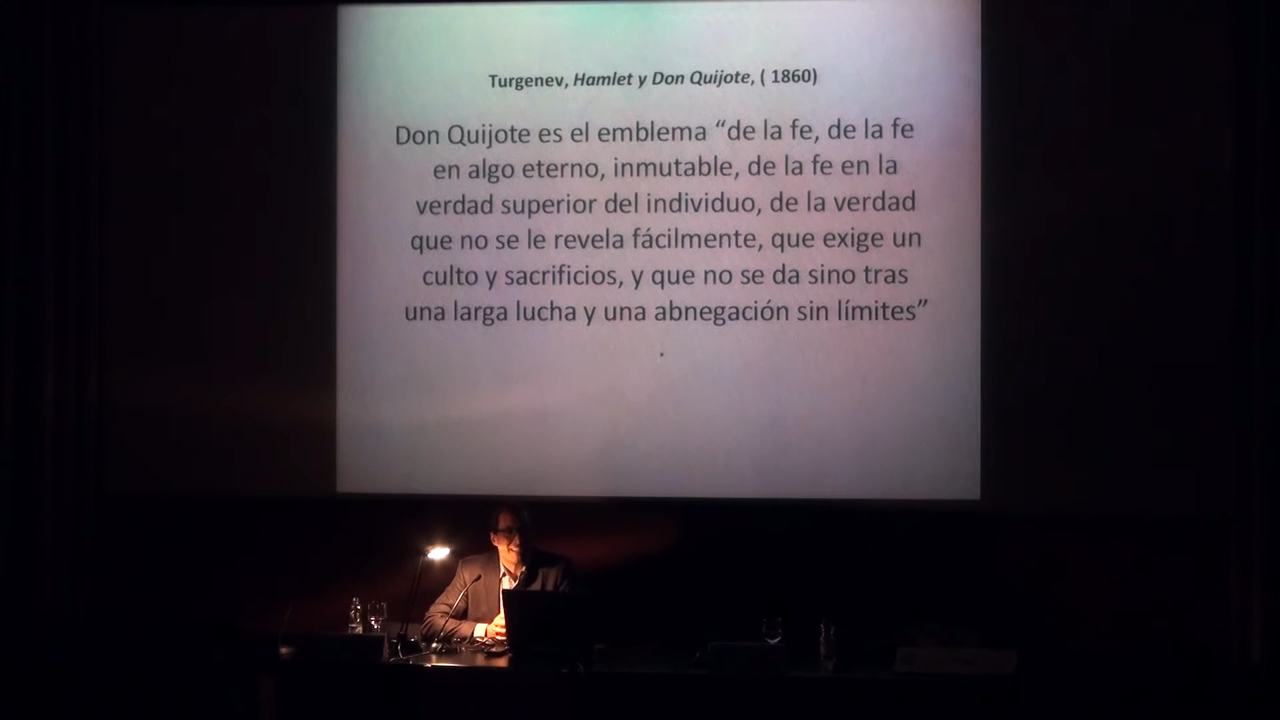 Turgenev, Hamlet y Don Quijote, ( 1860)
Don Quijote es el emblema “de la fe, de la fe
en algo eterno, inmutable, de la fe en la
verdad superior del individuo, de la verdad
que no se le revela fácilmente, que exige un
culto y sacrificios, y que no se da sino tras
una larga lucha y una abnegación sin límites”
.